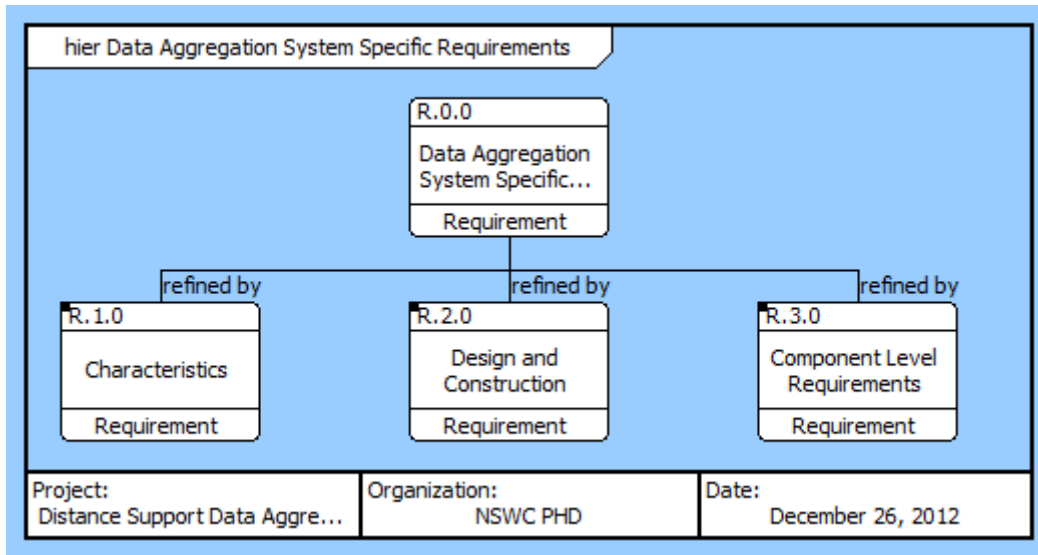 hier Data Aggregation System Specific Requirements
R.0.0
Data Aggregation
System Specific...
Requirement
refined by
refined by
refined by
R.1.0
Characteristics
Requirement
R.2.0
Design and
Construction
Requirement
R.3.0
Component Level
Requirements
Requirement
Project:
Distance Support Data Aggre...
Organization:
NSWC PHD
Date:
December 26, 2012